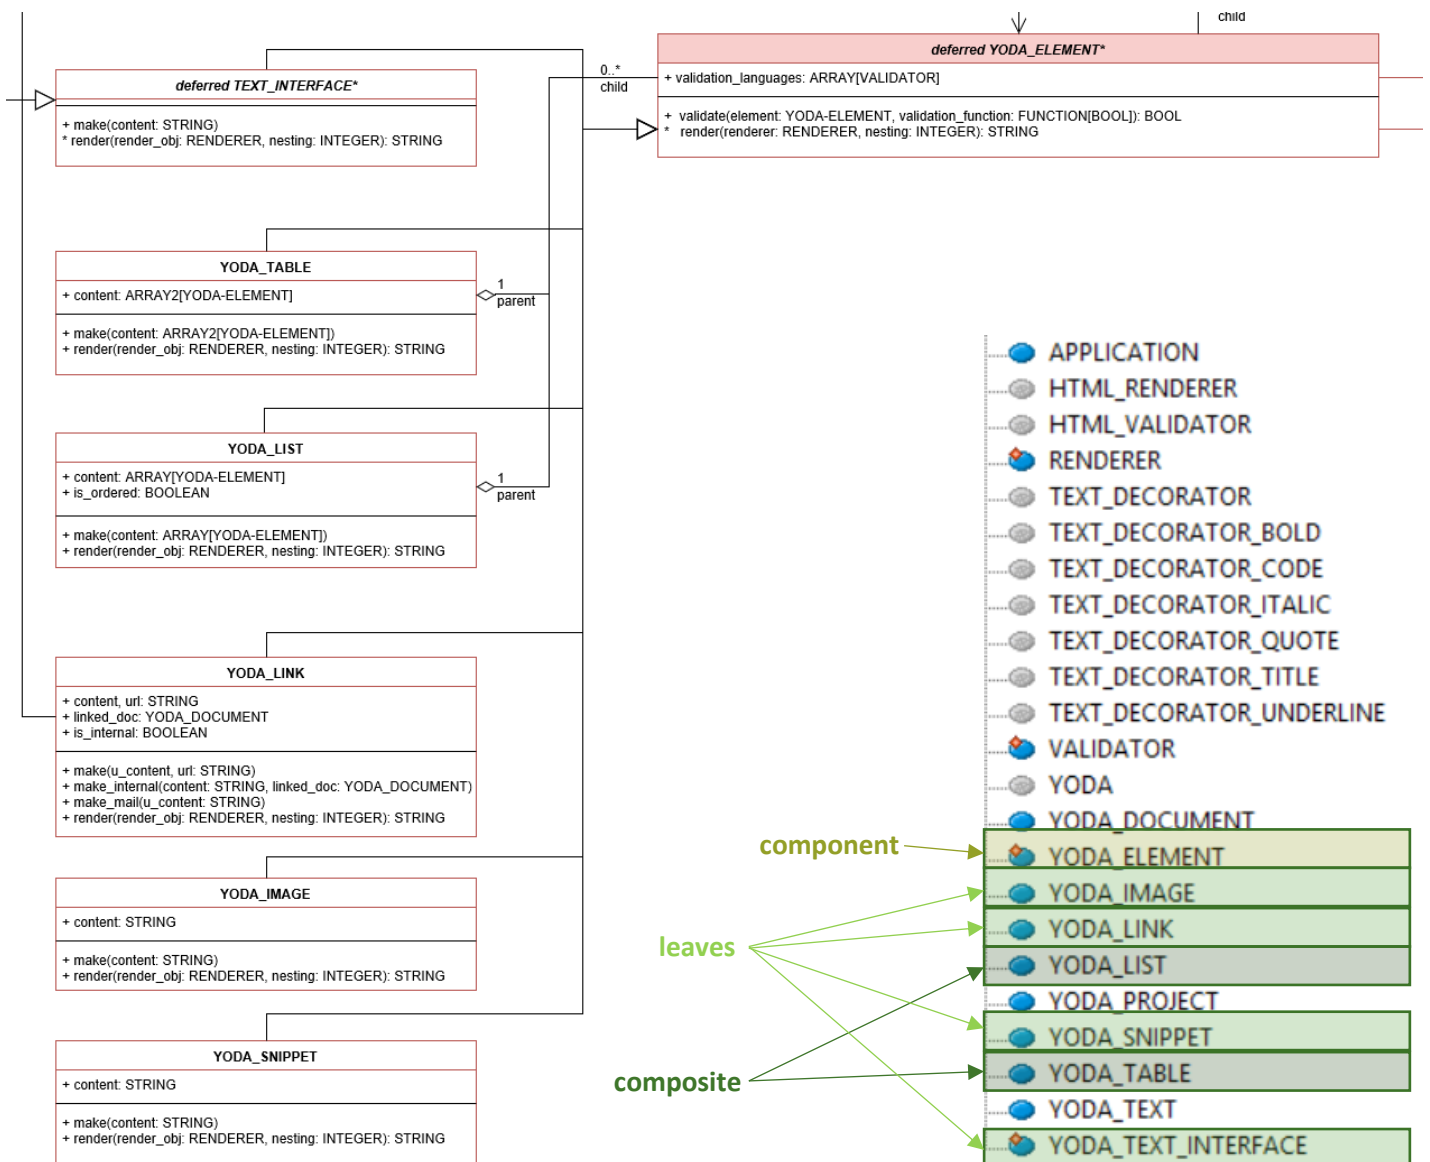 child
deferred YODA_ELEMENT*
+ validation_languages: ARRAY[VALIDATOR]
+ validate(element: YODA-ELEMENT, validation_function: FUNCTION[BOOL]): BOOL
* render(renderer: RENDERER, nesting: INTEGER): STRING
0..*
child
deferred TEXT_INTERFACE*
+ make(content: STRING)
* render(render_obj: RENDERER, nesting: INTEGER): STRING
YODA_TABLE
+ content: ARRAY2[YODA-ELEMENT]
+ make(content: ARRAY2[YODA-ELEMENT])
+ render(render_obj: RENDERER, nesting: INTEGER): STRING
1
parent
YODA_LIST
+ content: ARRAY[YODA-ELEMENT]
+ is_ordered: BOOLEAN
+ make(content: ARRAY[YODA-ELEMENT])
+ render(render_obj: RENDERER, nesting: INTEGER): STRING
1
parent
YODA_LINK
+ content, url: STRING
+ linked_doc: YODA_DOCUMENT
+ is_internal: BOOLEAN
+ make(u_content, url: STRING)
+ make_internal(content: STRING, linked_doc: YODA_DOCUMENT)
+ make_mail(u_content: STRING)
+ render(render_obj: RENDERER, nesting: INTEGER): STRING
YODA_IMAGE
+ content: STRING
+ make(content: STRING)
+ render(render_obj: RENDERER, nesting: INTEGER): STRING
YODA_SNIPPET
+ content: STRING
+ make(content: STRING)
+ render(render_obj: RENDERER, nesting: INTEGER): STRING
component
leaves
composite
APPLICATION
HTML_RENDERER
HTML_VALIDATOR
RENDERER
TEXT_DECORATOR
TEXT_DECORATOR_BOLD
TEXT_DECORATOR_CODE
TEXT_DECORATOR_ITALIC
TEXT_DECORATOR_QUOTE
TEXT_DECORATOR_TITLE
TEXT_DECORATOR_UNDERLINE
VALIDATOR
YODA
YODA_DOCUMENT
YODA_ELEMENT
YODA_IMAGE
YODA_LINK
YODA_LIST
YODA_PROJECT
YODA_SNIPPET
YODA_TABLE
YODA_TEXT
YODA_TEXT_INTERFACE